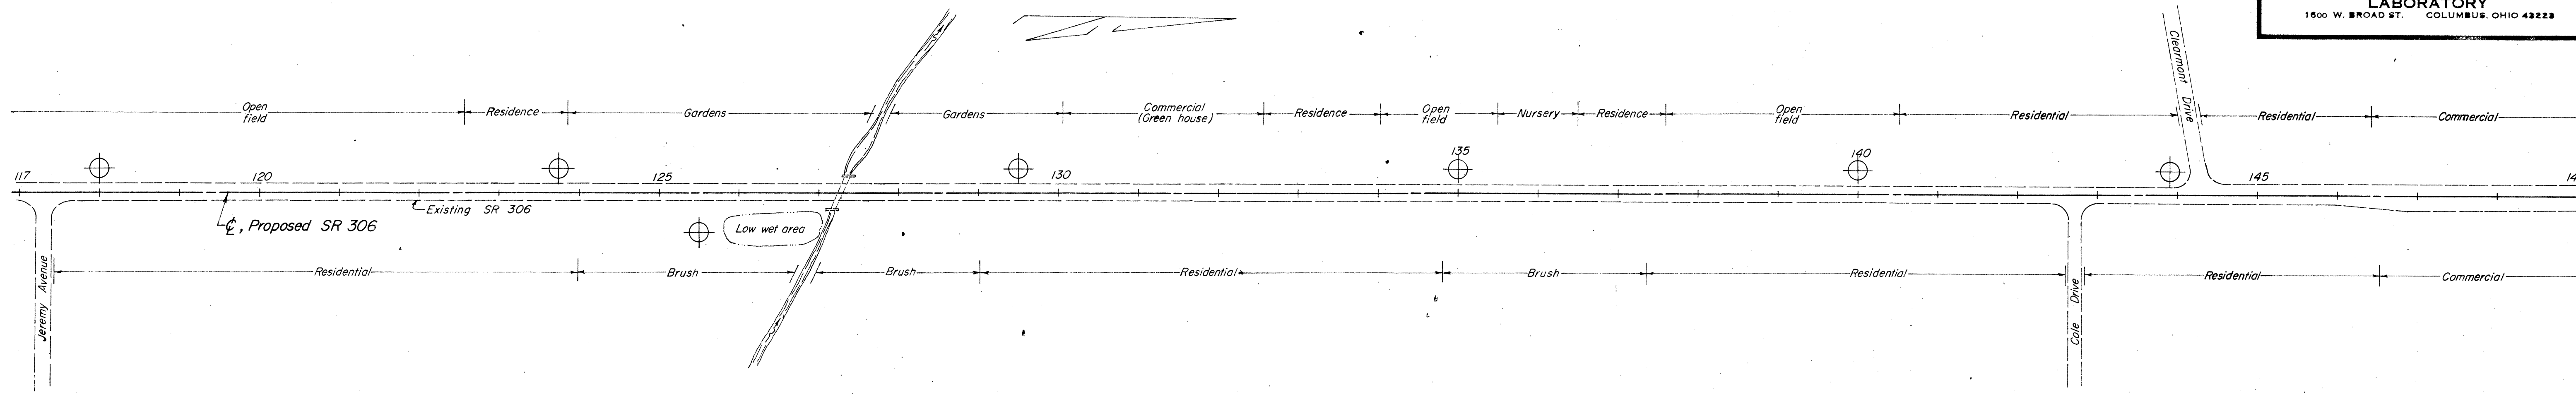 LABORATORY
1600 W. BROAD ST. COLUMBUS, OHIO 43223
Clearmont Drive
Open
field
Residence
Gardens
Gardens
Commercial
(Green house)
Residence
Open
field
Nursery
Residence
Open
field
Residential
Residential
Commercial
117
120
125
130
135
140
145
Existing SR 306
℄, Proposed SR 306
Low wet area
Jeremy Avenue
Residential
Brush
Brush
Residential
Brush
Residential
Residential
Commercial
Cole Drive